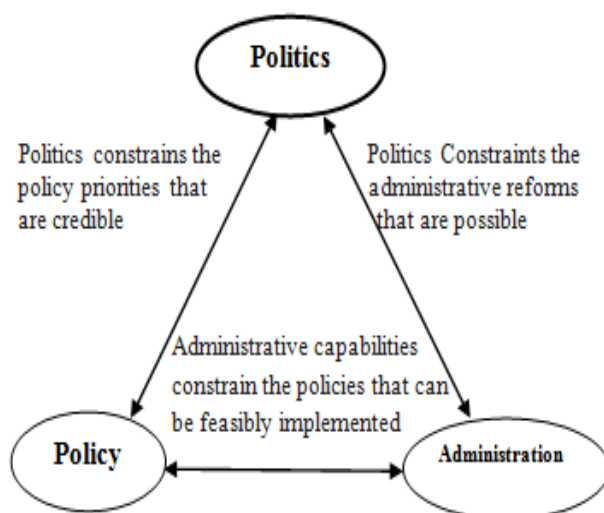 Politics
Politics constrains the
policy priorities that
are credible
Politics Constraints the
administrative reforms
that are possible
Administrative capabilities
constrain the policies that can
be feasibly implemented
Policy
Administration